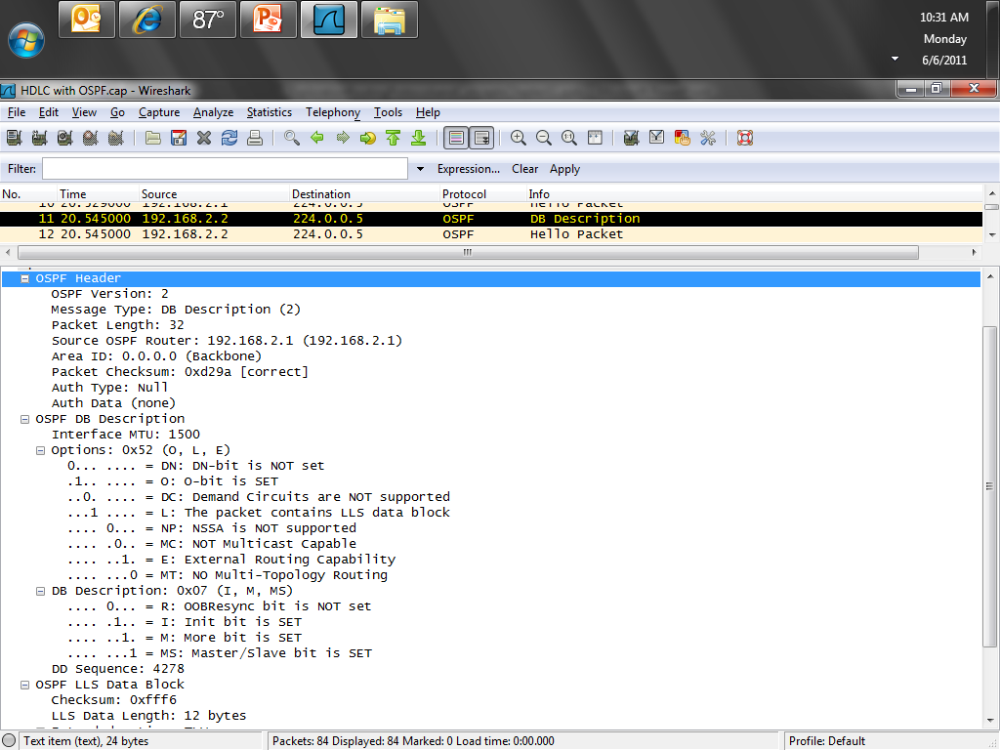 87°
10:31 AM
Monday
6/6/2011
HDLC with OSPF.cap - Wireshark
File Edit View Go Capture Analyze Statistics Telephony Tools Help
Filter: Expression... Clear Apply
No. Time Source Destination Protocol Info
10 20.529000 192.168.2.1 224.0.0.5 OSPF Hello Packet
11 20.545000 192.168.2.2 224.0.0.5 OSPF DB Description
12 20.545000 192.168.2.2 224.0.0.5 OSPF Hello Packet
OSPF Header
OSPF Version: 2
Message Type: DB Description (2)
Packet Length: 32
Source OSPF Router: 192.168.2.1 (192.168.2.1)
Area ID: 0.0.0.0 (Backbone)
Packet Checksum: 0xd29a [correct]
Auth Type: Null
Auth Data (none)
OSPF DB Description
Interface MTU: 1500
Options: 0x52 (O, L, E)
0... .... = DN: DN-bit is NOT set
.1.. .... = O: O-bit is SET
..0. .... = DC: Demand Circuits are NOT supported
...1 .... = L: The packet contains LLS data block
.... 0... = NP: NSSA is NOT supported
.... .0.. = MC: NOT Multicast Capable
.... ..1. = E: External Routing Capability
.... ...0 = MT: NO Multi-Topology Routing
DB Description: 0x07 (I, M, MS)
.... 0... = R: OOBResync bit is NOT set
.... .1.. = I: Init bit is SET
.... ..1. = M: More bit is SET
.... ...1 = MS: Master/Slave bit is SET
DD Sequence: 4278
OSPF LLS Data Block
Checksum: 0xfff6
LLS Data Length: 12 bytes
Text item (text), 24 bytes Packets: 84 Displayed: 84 Marked: 0 Load time: 0:00.000 Profile: Default